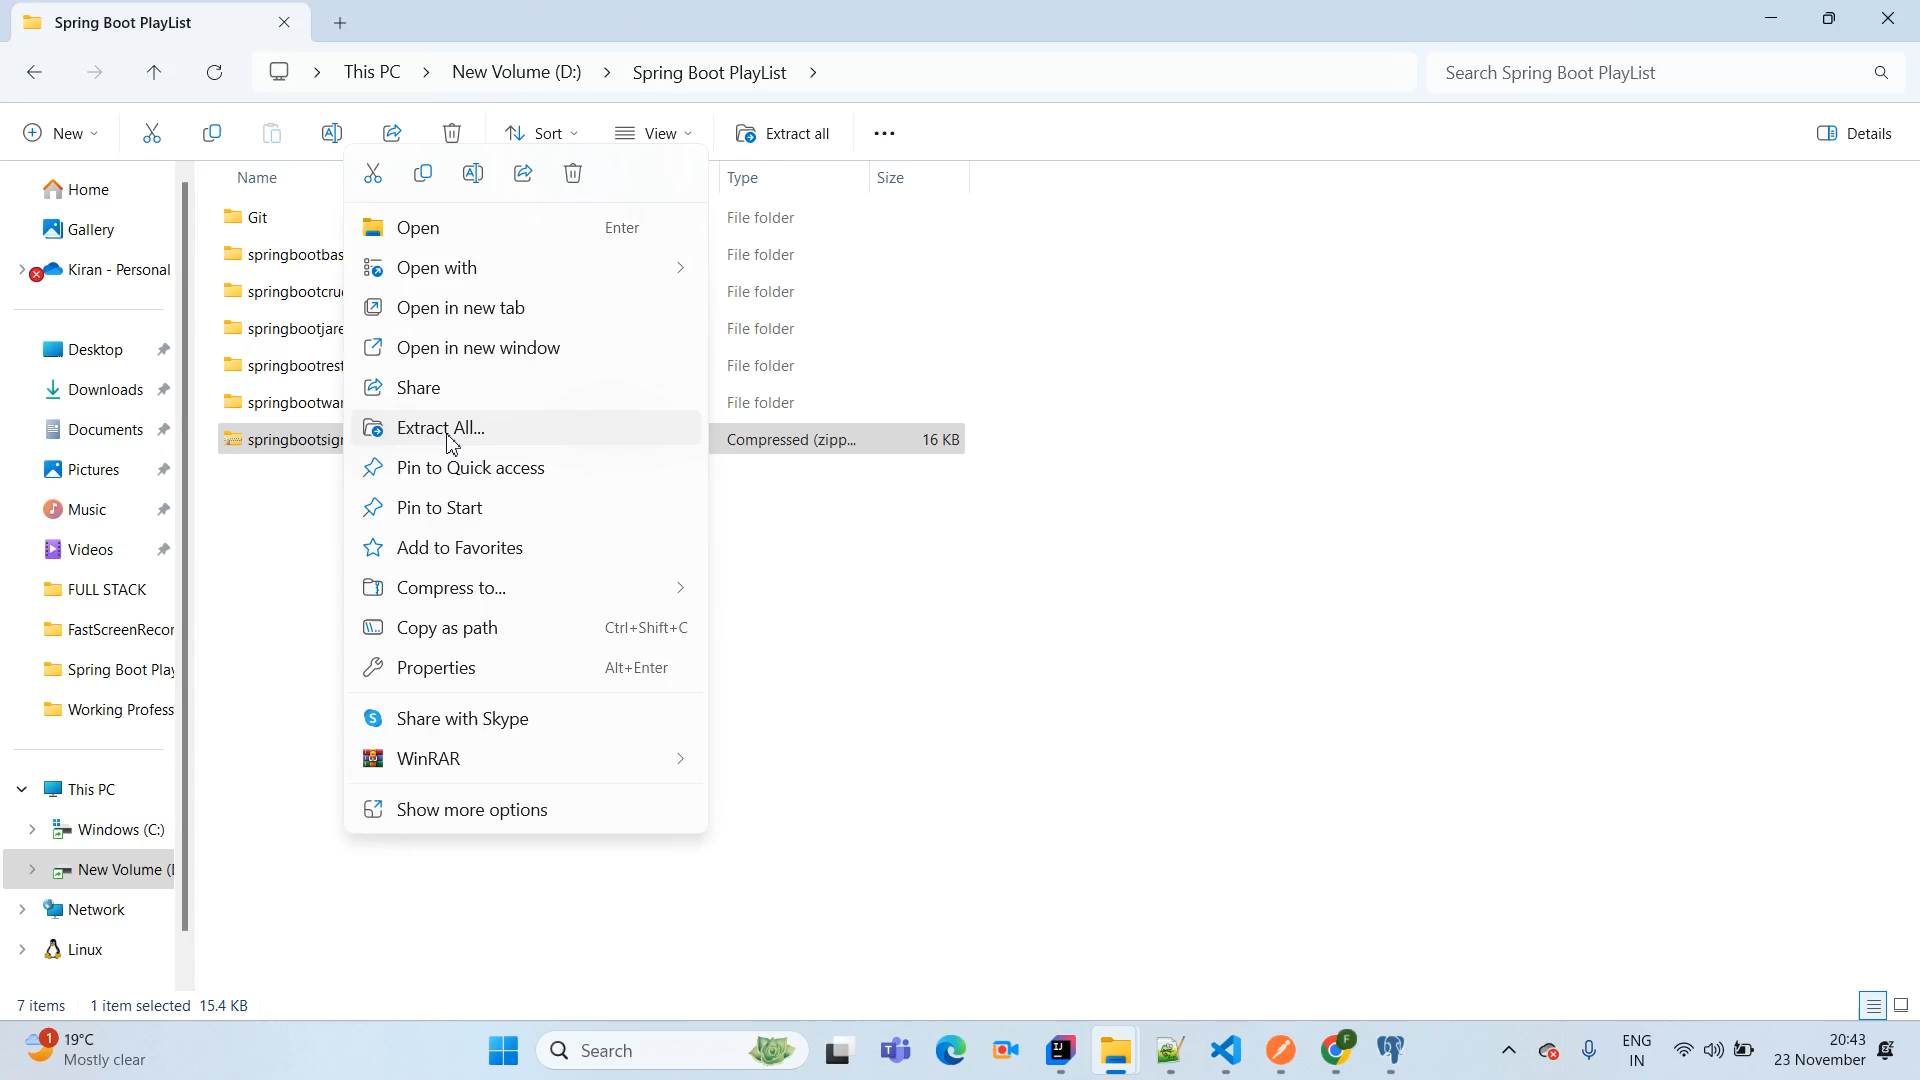 Spring Boot PlayList
This PC
New Volume (D:)
Spring Boot PlayList
Search Spring Boot PlayList
New
Sort
View
Extract all
Details
Home
Gallery
Kiran - Personal
Desktop
Downloads
Documents
Pictures
Music
Videos
FULL STACK
FastScreenRecor
Spring Boot Play
Working Profess
This PC
Windows (C:)
New Volume (
Network
Linux
Name
Type
Size
Git
File folder
springbootbas
File folder
springbootcru
File folder
springbootjare
File folder
springbootrest
File folder
springbootwar
File folder
springbootsign
Compressed (zipp...
16 KB
Open
Enter
Open with
Open in new tab
Open in new window
Share
Extract All...
Pin to Quick access
Pin to Start
Add to Favorites
Compress to...
Copy as path
Ctrl+Shift+C
Properties
Alt+Enter
Share with Skype
WinRAR
Show more options
7 items
1 item selected 15.4 KB
1
19°C
Mostly clear
Search
F
ENG
IN
20:43
23 November